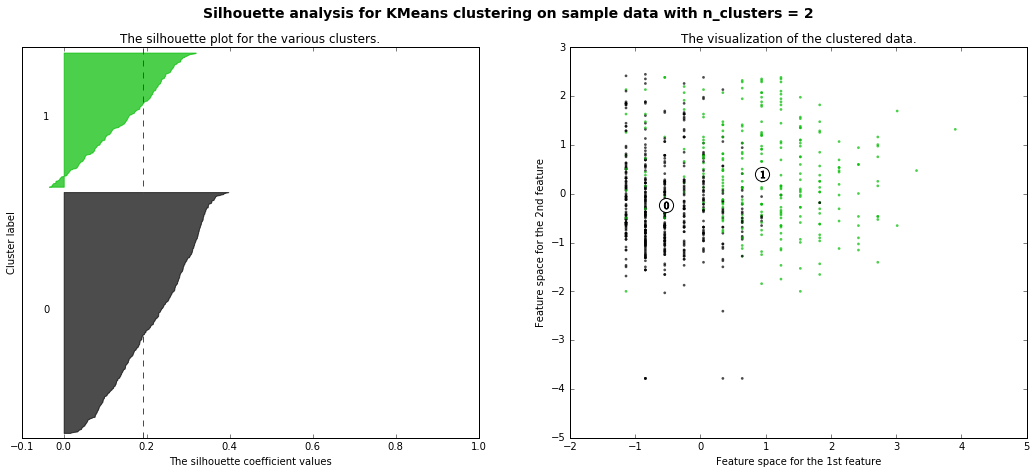 Silhouette analysis for KMeans clustering on sample data with n_clusters = 2
The silhouette plot for the various clusters.
Cluster label
1
0
−0.1 0.0 0.2 0.4 0.6 0.8 1.0
The silhouette coefficient values
The visualization of the clustered data.
Feature space for the 2nd feature
3
2
1
0
−1
−2
−3
−4
−5
1
0
−2 −1 0 1 2 3 4 5
Feature space for the 1st feature